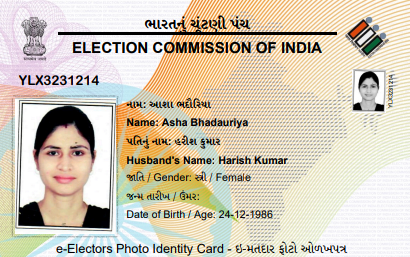 ભારતનું ચૂંટણી પંચ
ELECTION COMMISSION OF INDIA
YLX3231214
નામ: આશા ભદૌરિયા
Name: Asha Bhadauriya
પતિનું નામ: હરીશ કુમાર
Husband's Name: Harish Kumar
જાતિ / Gender: સ્ત્રી / Female
જન્મ તારીખ / ઉંમર:
Date of Birth / Age: 24-12-1986
YLX3231214
e-Electors Photo Identity Card - ઇ-મતદાર ફોટો ઓળખપત્ર